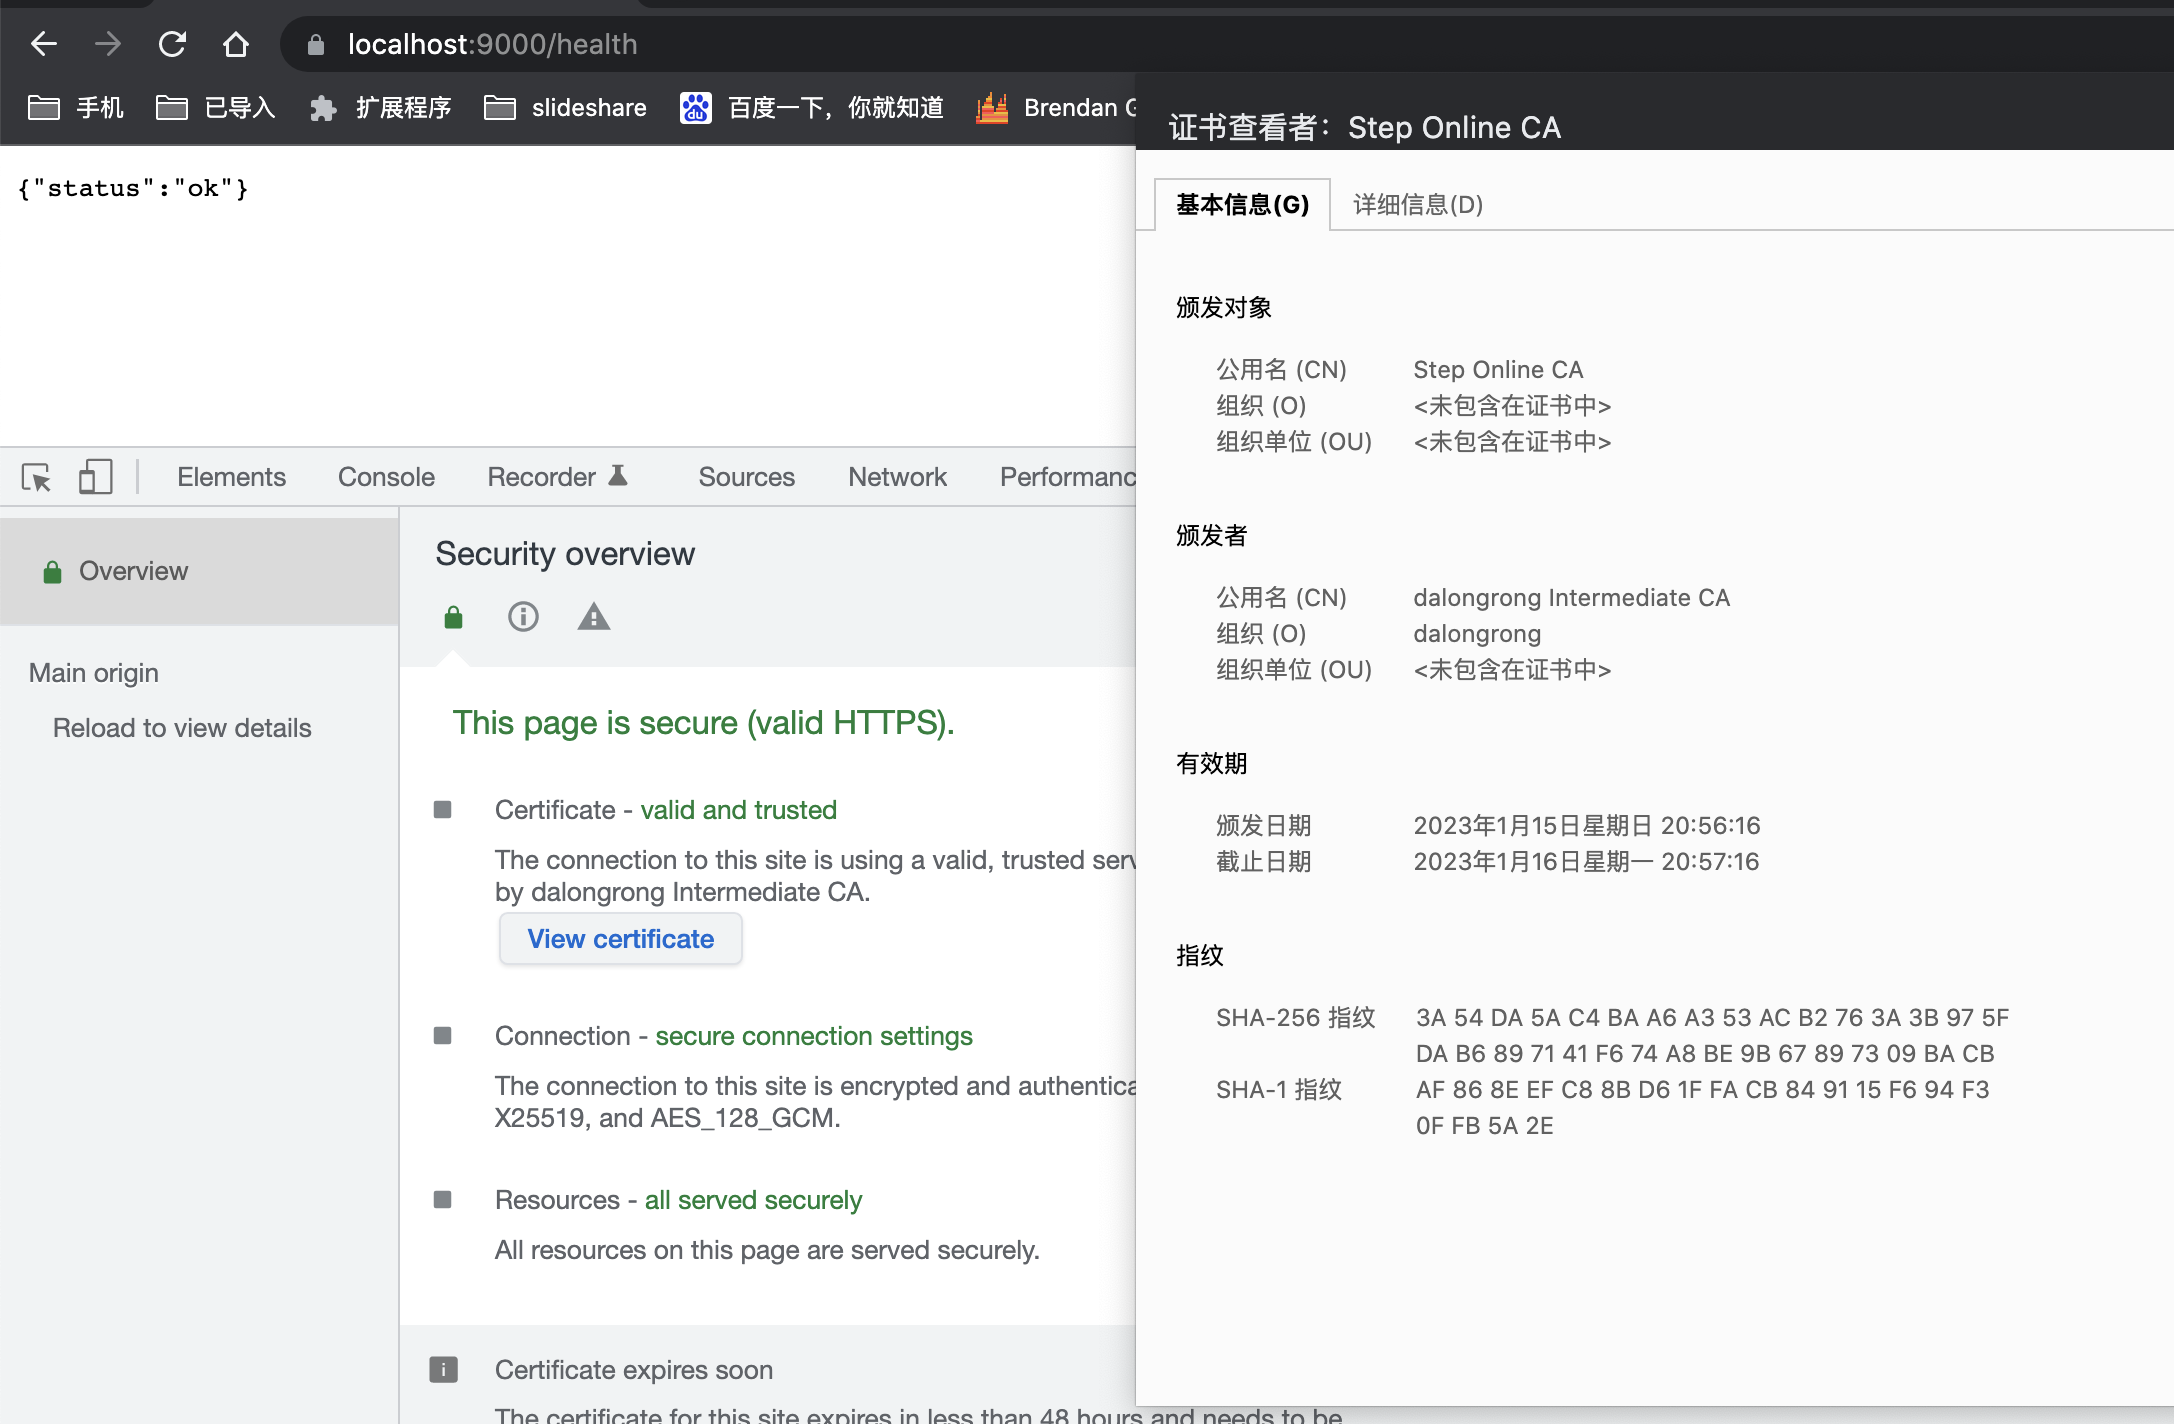 localhost:9000/health
手机
已导入
扩展程序
slideshare
百度一下，你就知道
Brendan
{"status":"ok"}
Elements
Console
Recorder
Sources
Network
Performanc
Overview
Main origin
Reload to view details
Security overview
This page is secure (valid HTTPS).
Certificate - valid and trusted
The connection to this site is using a valid, trusted serv
by dalongrong Intermediate CA.
View certificate
Connection - secure connection settings
The connection to this site is encrypted and authentica
X25519, and AES_128_GCM.
Resources - all served securely
All resources on this page are served securely.
Certificate expires soon
The certificate for this site expires in less than 48 hours and needs to be
证书查看者：Step Online CA
基本信息(G)
详细信息(D)
颁发对象
公用名 (CN) Step Online CA
组织 (O) <未包含在证书中>
组织单位 (OU) <未包含在证书中>
颁发者
公用名 (CN) dalongrong Intermediate CA
组织 (O) dalongrong
组织单位 (OU) <未包含在证书中>
有效期
颁发日期 2023年1月15日星期日 20:56:16
截止日期 2023年1月16日星期一 20:57:16
指纹
SHA-256 指纹 3A 54 DA 5A C4 BA A6 A3 53 AC B2 76 3A 3B 97 5F
DA B6 89 71 41 F6 74 A8 BE 9B 67 89 73 09 BA CB
SHA-1 指纹 AF 86 8E EF C8 8B D6 1F FA CB 84 91 15 F6 94 F3
0F FB 5A 2E